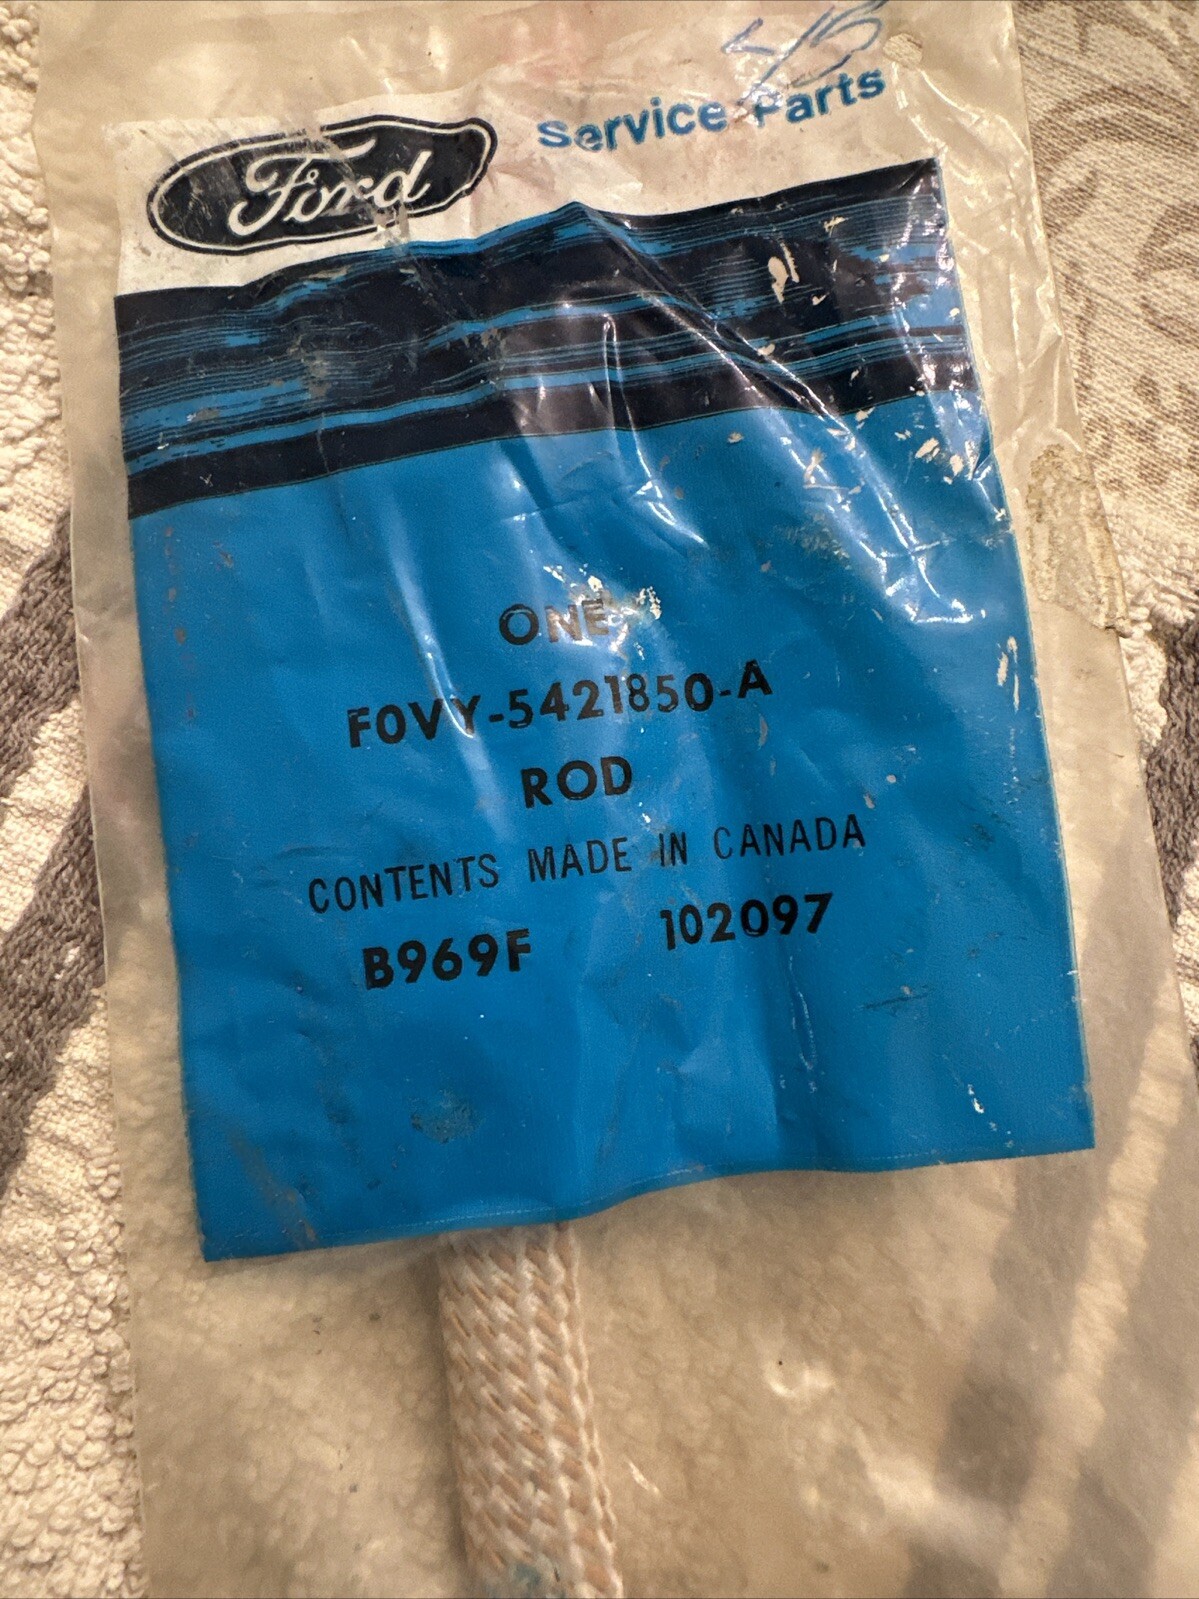 Ford
Service Parts
ONE
F0VY-5421850-A
ROD
CONTENTS MADE IN CANADA
B969F 102097